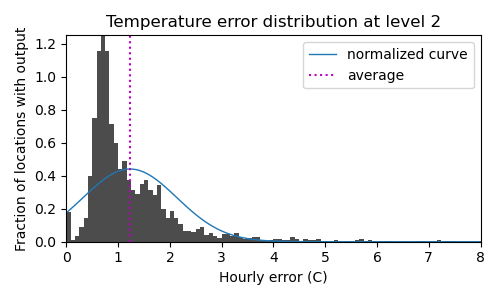 Temperature error distribution at level 2
Fraction of locations with output
1.2
1.0
0.8
0.6
0.4
0.2
0.0
normalized curve
average
0 1 2 3 4 5 6 7 8
Hourly error (C)